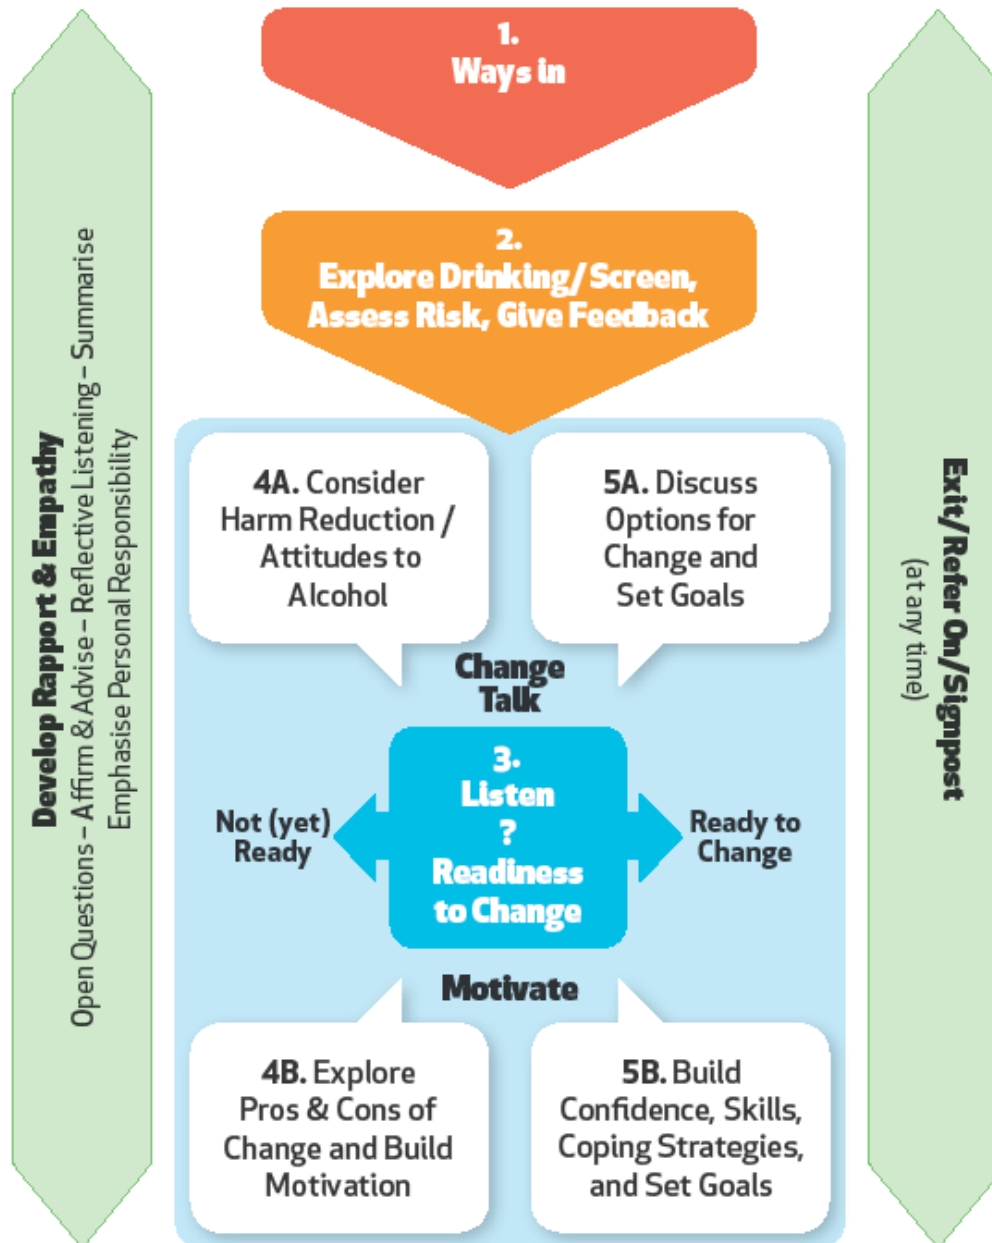 1.
Ways in
2.
Explore Drinking/ Screen,
Assess Risk, Give Feedback
Develop Rapport & Empathy
Open Questions – Affirm & Advise – Reflective Listening – Summarise
Emphasise Personal Responsibility
4A. Consider
Harm Reduction /
Attitudes to
Alcohol
5A. Discuss
Options for
Change and
Set Goals
Change
Talk
3.
Listen
?
Readiness
to Change
Not (yet)
Ready
Ready to
Change
Motivate
4B. Explore
Pros & Cons of
Change and Build
Motivation
5B. Build
Confidence, Skills,
Coping Strategies,
and Set Goals
Exit/Refer On/Signpost
(at any time)